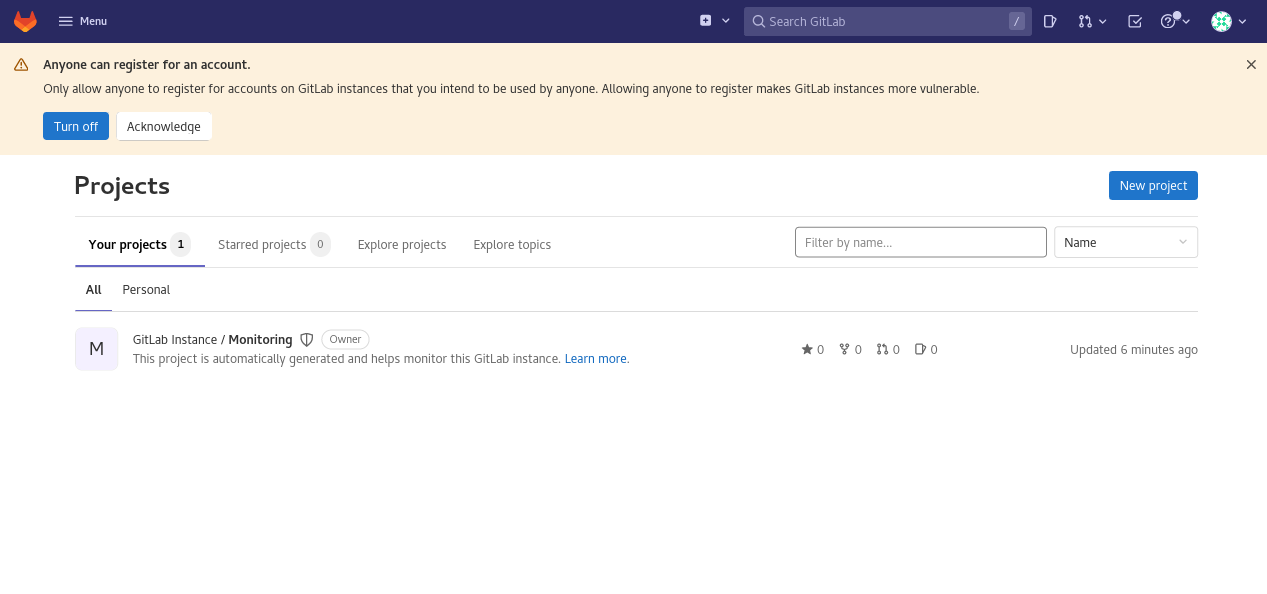 Menu
Search GitLab /
Anyone can register for an account.
Only allow anyone to register for accounts on GitLab instances that you intend to be used by anyone. Allowing anyone to register makes GitLab instances more vulnerable.
Turn off Acknowledge
Projects
New project
Your projects 1 Starred projects 0 Explore projects Explore topics
Filter by name...
Name
All Personal
M
GitLab Instance / Monitoring Owner
This project is automatically generated and helps monitor this GitLab instance. Learn more.
0 0 0 0
Updated 6 minutes ago